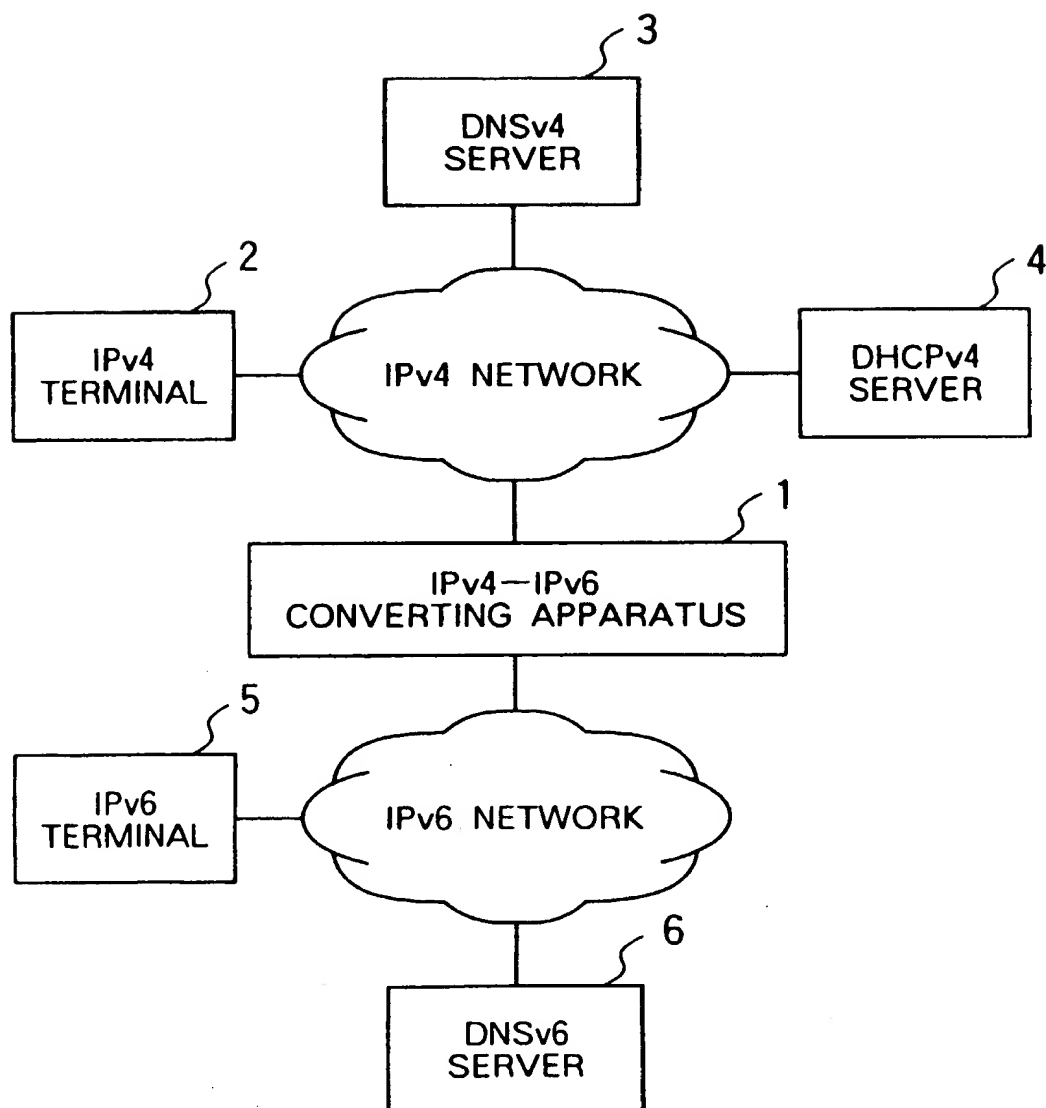 3
DNSv4
SERVER
2
4
IPv4
TERMINAL
IPv4 NETWORK
DHCPv4
SERVER
1
IPv4—IPv6
CONVERTING APPARATUS
5
IPv6
TERMINAL
IPv6 NETWORK
6
DNSv6
SERVER